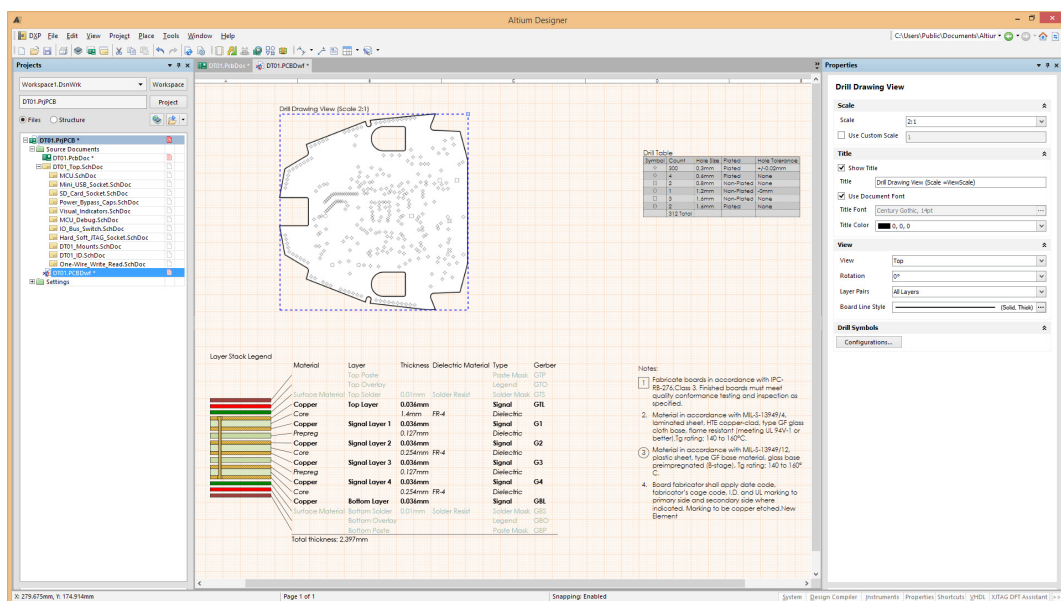 Altium Designer
DXP File Edit View Project Place Tools Window Help
C:\Users\Public\Documents\Altiur
Projects
Workspace1.DsnWrk Workspace
DT01.PrjPCB Project
Files Structure
DT01.PrjPCB *
Source Documents
DT01.PcbDoc *
DT01_Top.SchDoc
MCU.SchDoc
Mini_USB_Socket.SchDoc
SD_Card_Socket.SchDoc
Power_Bypass_Caps.SchDoc
Visual_Indicators.SchDoc
MCU_Debug.SchDoc
IO_Bus_Switch.SchDoc
Hard_Soft_JTAG_Socket.SchDoc
DT01_Mounts.SchDoc
DT01_ID.SchDoc
One-Wire_Write_Read.SchDoc
DT01.PCBDwf *
Settings
DT01.PcbDoc * DT01.PCBDwf *
Drill Drawing View (Scale 2:1)
Drill Table
Symbol Count Hole Size Plated Hole Tolerance
300 0.3mm Plated +/-0.02mm
4 0.6mm Plated None
2 0.8mm Non-Plated None
1 1.2mm Non-Plated -0mm
3 1.6mm Non-Plated None
2 1.6mm Plated None
312 Total
Layer Stack Legend
Material Layer Thickness Dielectric Material Type Gerber
Top Paste Paste Mask GTP
Top Overlay Legend GTO
Surface Material Top Solder 0.01mm Solder Resist Solder Mask GTS
Copper Top Layer 0.036mm Signal GTL
Core 1.4mm FR-4 Dielectric
Copper Signal Layer 1 0.036mm Signal G1
Prepreg 0.127mm Dielectric
Copper Signal Layer 2 0.036mm Signal G2
Core 0.254mm FR-4 Dielectric
Copper Signal Layer 3 0.036mm Signal G3
Prepreg 0.127mm Dielectric
Copper Signal Layer 4 0.036mm Signal G4
Core 0.254mm FR-4 Dielectric
Copper Bottom Layer 0.036mm Signal GBL
Surface Material Bottom Solder 0.01mm Solder Resist Solder Mask GBS
Bottom Overlay Legend GBO
Bottom Paste Paste Mask GBP
Total thickness: 2.397mm
Notes:
1 Fabricate boards in accordance with IPC-
RB-276,Class 3. Finished boards must meet
quality conformance testing and inspection as
specified.
2. Material in accordance with MIL-S-13949/4,
laminated sheet, HTE copper-clad, type GF glass
cloth base, flame resistant (meeting UL 94V-1 or
better).Tg rating: 140 to 160°C.
3 Material in accordance with MIL-S-13949/12,
plastic sheet, type GF base material, glass base
preimpregnated (B-stage). Tg rating: 140 to 160°
C.
4. Board fabricator shall apply date code,
fabricator's cage code, I.D. and UL marking to
primary side and secondary side where
indicated. Marking to be copper etched.New
Element
Properties
Drill Drawing View
Scale
Scale 2:1
Use Custom Scale 1
Title
Show Title
Title Drill Drawing View (Scale =ViewScale)
Use Document Font
Title Font Century Gothic, 14pt
Title Color 0, 0, 0
View
View Top
Rotation 0°
Layer Pairs All Layers
Board Line Style (Solid, Thick)
Drill Symbols
Configurations...
X: 279.675mm, Y: 174.914mm Page 1 of 1 Snapping: Enabled System Design Compiler Instruments Properties Shortcuts VHDL XJTAG DFT Assistant